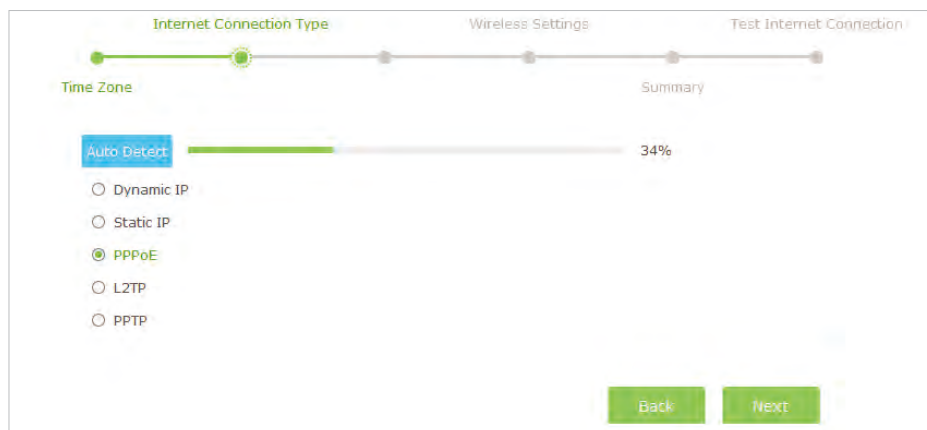 Internet Connection Type Wireless Settings Test Internet Connection
Time Zone Summary
Auto Detect 34%
Dynamic IP
Static IP
PPPoE
L2TP
PPTP
Back Next